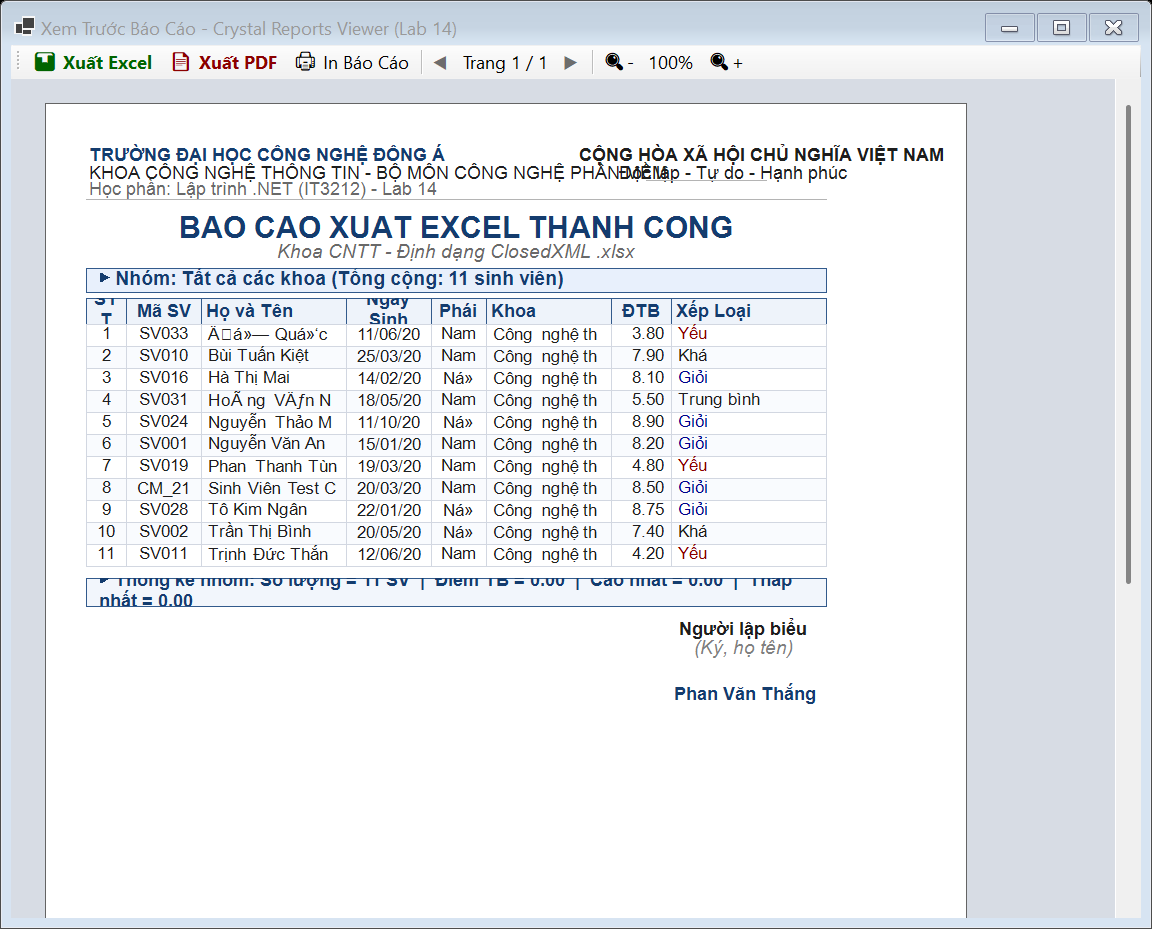 Xem Trước Báo Cáo - Crystal Reports Viewer (Lab 14)
Xuất Excel Xuất PDF In Báo Cáo Trang 1 / 1 - 100% +
TRƯỜNG ĐẠI HỌC CÔNG NGHỆ ĐÔNG Á CỘNG HÒA XÃ HỘI CHỦ NGHĨA VIỆT NAM
KHOA CÔNG NGHỆ THÔNG TIN - BỘ MÔN CÔNG NGHỆ PHẦN MỀM Độc lập - Tự do - Hạnh phúc
Học phần: Lập trình .NET (IT3212) - Lab 14
BAO CAO XUAT EXCEL THANH CONG
Khoa CNTT - Định dạng ClosedXML .xlsx
Nhóm: Tất cả các khoa (Tổng cộng: 11 sinh viên)
STT Mã SV Họ và Tên Ngày Sinh Phái Khoa ĐTB Xếp Loại
1 SV033 Ä□á»— Quá»‘c 11/06/20 Nam Công nghệ th 3.80 Yếu
2 SV010 Bùi Tuấn Kiệt 25/03/20 Nam Công nghệ th 7.90 Khá
3 SV016 Hà Thị Mai 14/02/20 Ná» Công nghệ th 8.10 Giỏi
4 SV031 HoÃ ng VÄƒn N 18/05/20 Nam Công nghệ th 5.50 Trung bình
5 SV024 Nguyễn Thảo M 11/10/20 Ná» Công nghệ th 8.90 Giỏi
6 SV001 Nguyễn Văn An 15/01/20 Nam Công nghệ th 8.20 Giỏi
7 SV019 Phan Thanh Tùn 19/03/20 Nam Công nghệ th 4.80 Yếu
8 CM_21 Sinh Viên Test C 20/03/20 Nam Công nghệ th 8.50 Giỏi
9 SV028 Tô Kim Ngân 22/01/20 Ná» Công nghệ th 8.75 Giỏi
10 SV002 Trần Thị Bình 20/05/20 Ná» Công nghệ th 7.40 Khá
11 SV011 Trịnh Đức Thắn 12/06/20 Nam Công nghệ th 4.20 Yếu
Thống kê nhóm: Số lượng = 11 SV | Điểm TB = 0.00 | Cao nhất = 0.00 | Thấp
nhất = 0.00
Người lập biểu
(Ký, họ tên)
Phan Văn Thắng